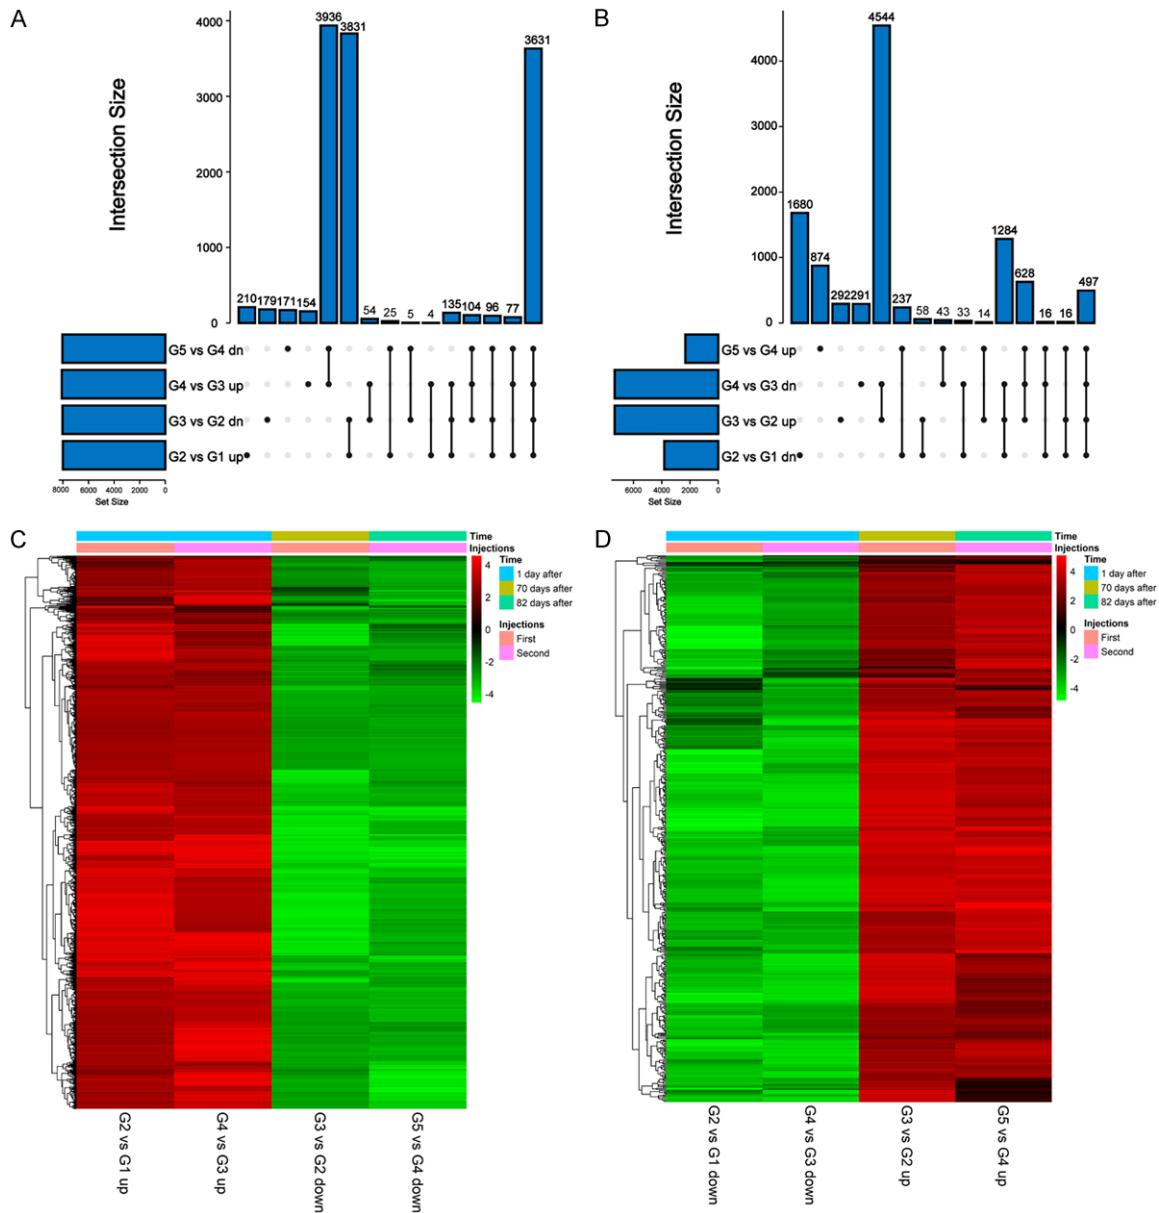 A
Intersection Size
4000
3000
2000
1000
0
3936
3831
3631
210 179 171 154
54 25 5 4 135 104 96 77
G5 vs G4 dn
G4 vs G3 up
G3 vs G2 dn
G2 vs G1 up
8000 6000 4000 2000 0
Set Size
B
Intersection Size
4000
3000
2000
1000
0
4544
1680
874
292 291
237
58 43 33 14
1284
628
16 16
497
G5 vs G4 up
G4 vs G3 dn
G3 vs G2 up
G2 vs G1 dn
6000 4000 2000 0
Set Size
C
Time
Injections
4
2
0
-2
-4
Time
1 day after
70 days after
82 days after
Injections
First
Second
G2 vs G1 up
G4 vs G3 up
G3 vs G2 down
G5 vs G4 down
D
Time
Injections
4
2
0
-2
-4
Time
1 day after
70 days after
82 days after
Injections
First
Second
G2 vs G1 down
G4 vs G3 down
G3 vs G2 up
G5 vs G4 up